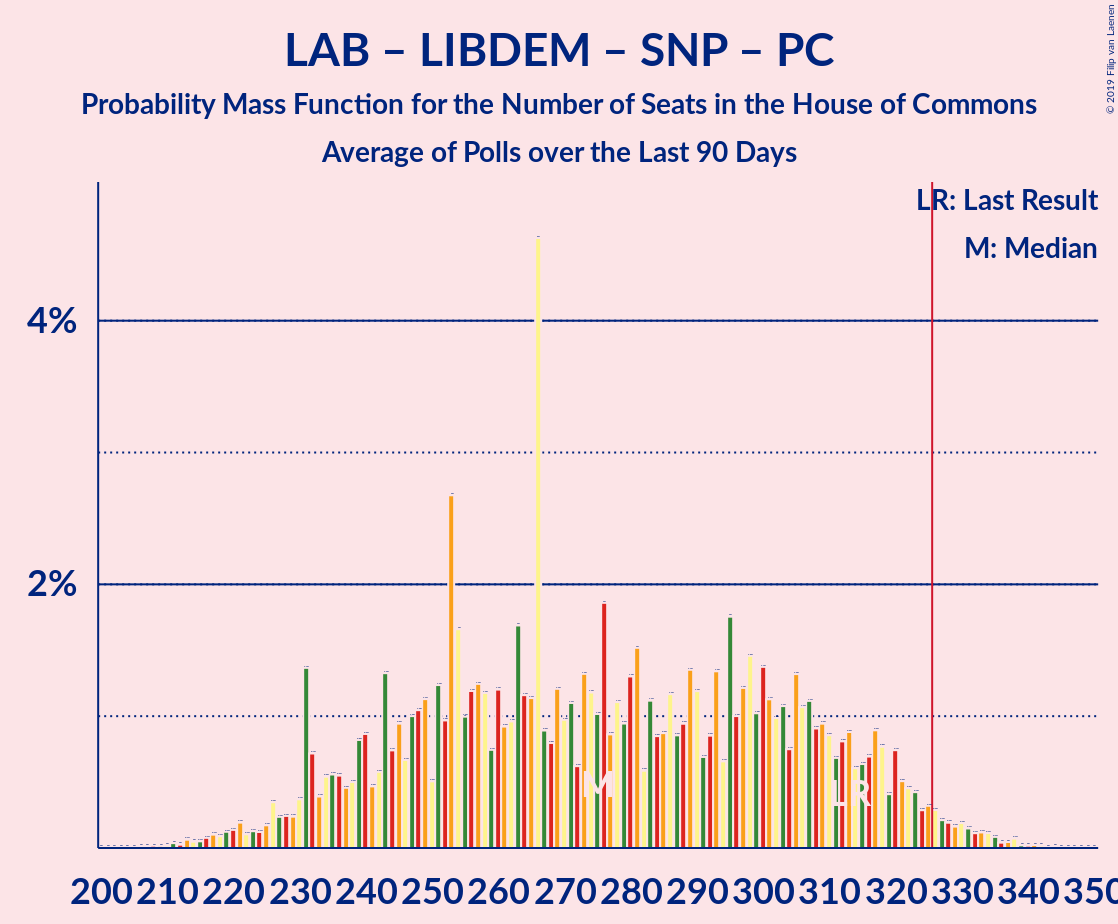 LAB – LIBDEM – SNP – PC
Probability Mass Function for the Number of Seats in the House of Commons
Average of Polls over the Last 90 Days
© 2019 Filip van Laenen
LR: Last Result
M: Median
4%
2%
M
LR
200 210 220 230 240 250 260 270 280 290 300 310 320 330 340 350